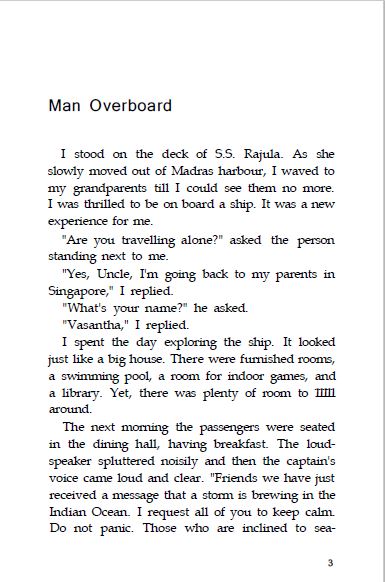 Man Overboard
I stood on the deck of S.S. Rajula. As she
slowly moved out of Madras harbour, I waved to
my grandparents till I could see them no more.
I was thrilled to be on board a ship. It was a new
experience for me.
"Are you travelling alone?" asked the person
standing next to me.
"Yes, Uncle, I'm going back to my parents in
Singapore," I replied.
"What's your name?" he asked.
"Vasantha," I replied.
I spent the day exploring the ship. It looked
just like a big house. There were furnished rooms,
a swimming pool, a room for indoor games, and
a library. Yet, there was plenty of room to
around.
The next morning the passengers were seated
in the dining hall, having breakfast. The loud-
speaker spluttered noisily and then the captain's
voice came loud and clear. "Friends we have just
received a message that a storm is brewing in the
Indian Ocean. I request all of you to keep calm.
Do not panic. Those who are inclined to sea-
3